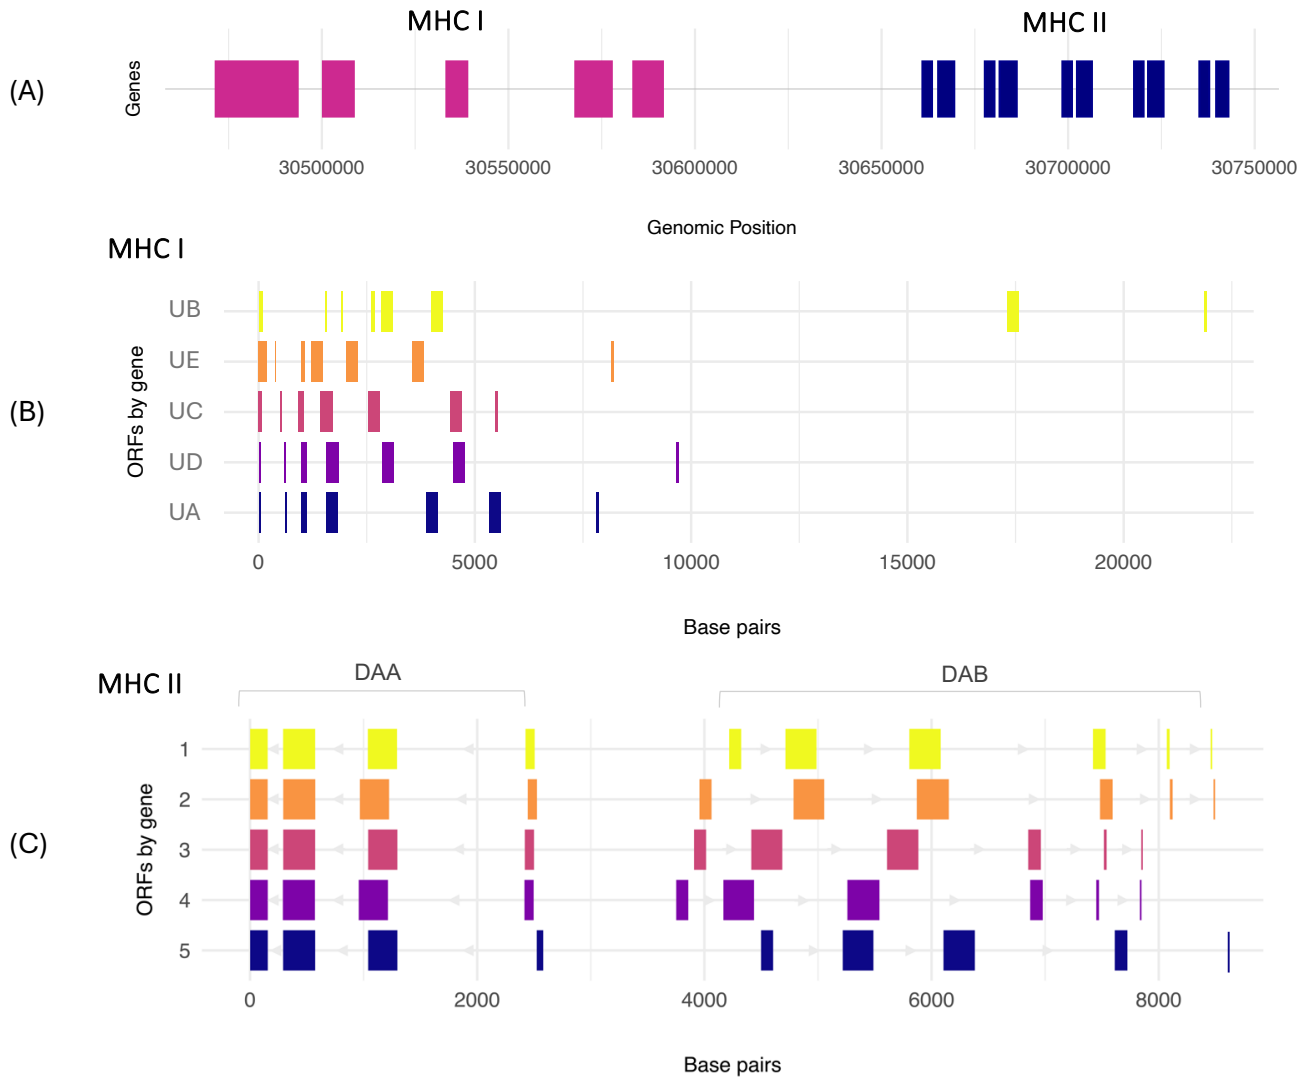 MHC I
MHC II
(A)
Genes
30500000
30550000
30600000
30650000
30700000
30750000
Genomic Position
MHC I
(B)
ORFs by gene
UB
UE
UC
UD
UA
0
5000
10000
15000
20000
Base pairs
MHC II
DAA
DAB
(C)
ORFs by gene
1
2
3
4
5
0
2000
4000
6000
8000
Base pairs